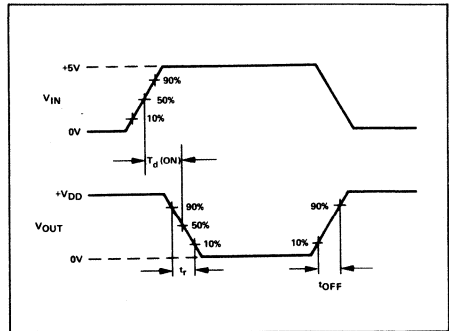 +5V
90%
VIN
50%
10%
0V
Td (ON)
+VDD
90%
90%
VOUT
50%
10%
10%
0V
tr
tOFF